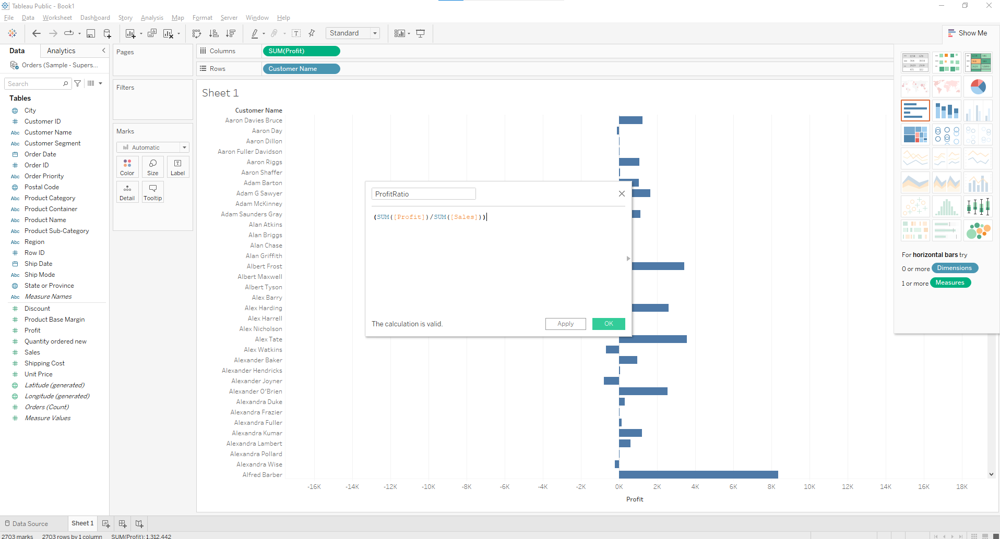 Tableau Public - Book1
File Data Worksheet Dashboard Story Analysis Map Format Server Window Help
Standard
Show Me
Data Analytics
Orders (Sample - Supers...
Search
Tables
City
Customer ID
Abc Customer Name
Abc Customer Segment
Order Date
Order ID
Abc Order Priority
Postal Code
Abc Product Category
Abc Product Container
Abc Product Name
Abc Product Sub-Category
Abc Region
Row ID
Ship Date
Abc Ship Mode
State or Province
Abc Measure Names
Discount
Product Base Margin
Profit
Quantity ordered new
Sales
Shipping Cost
Unit Price
Latitude (generated)
Longitude (generated)
Orders (Count)
Measure Values
Pages
Filters
Marks
Automatic
Color Size Label
Detail Tooltip
Columns SUM(Profit)
Rows Customer Name
Sheet 1
Customer Name
Aaron Davies Bruce
Aaron Day
Aaron Dillon
Aaron Fuller Davidson
Aaron Riggs
Aaron Shaffer
Adam Barton
Adam G Sawyer
Adam McKinney
Adam Saunders Gray
Alan Atkins
Alan Briggs
Alan Chase
Alan Griffith
Albert Frost
Albert Maxwell
Albert Tyson
Alex Barry
Alex Harding
Alex Harrell
Alex Nicholson
Alex Tate
Alex Watkins
Alexander Baker
Alexander Hendricks
Alexander Joyner
Alexander O'Brien
Alexandra Duke
Alexandra Frazier
Alexandra Fuller
Alexandra Kumar
Alexandra Lambert
Alexandra Pollard
Alexandra Wise
Alfred Barber
-16K -14K -12K -10K -8K -6K -4K -2K 0K 2K 4K 6K 8K 10K 12K 14K 16K 18K
Profit
ProfitRatio
(SUM([Profit])/SUM([Sales]))
The calculation is valid.
Apply OK
For horizontal bars try
0 or more Dimensions
1 or more Measures
Data Source Sheet 1
2703 marks 2703 rows by 1 column SUM(Profit): 1,312,442